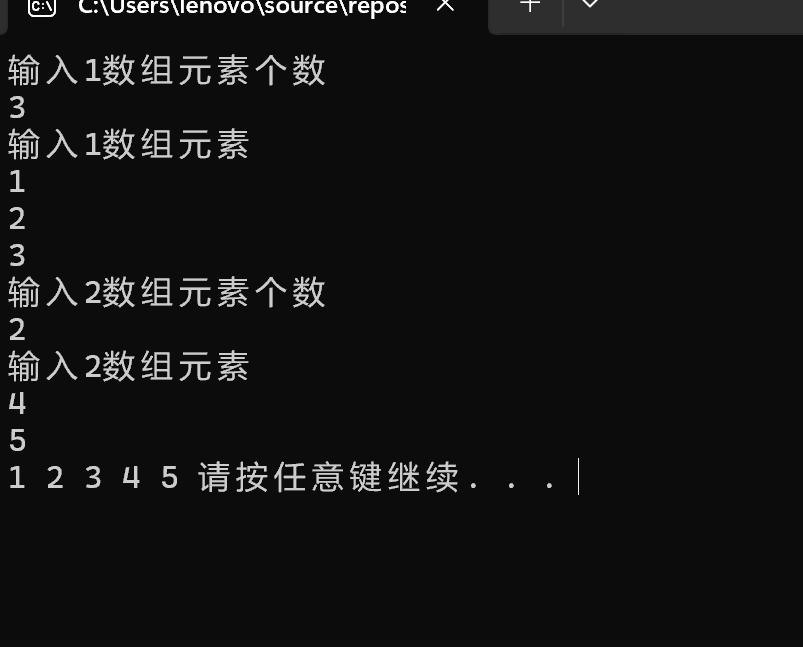 C:\Users\lenovo\source\repos
输入1数组元素个数
3
输入1数组元素
1
2
3
输入2数组元素个数
2
输入2数组元素
4
5
1 2 3 4 5 请按任意键继续. . .